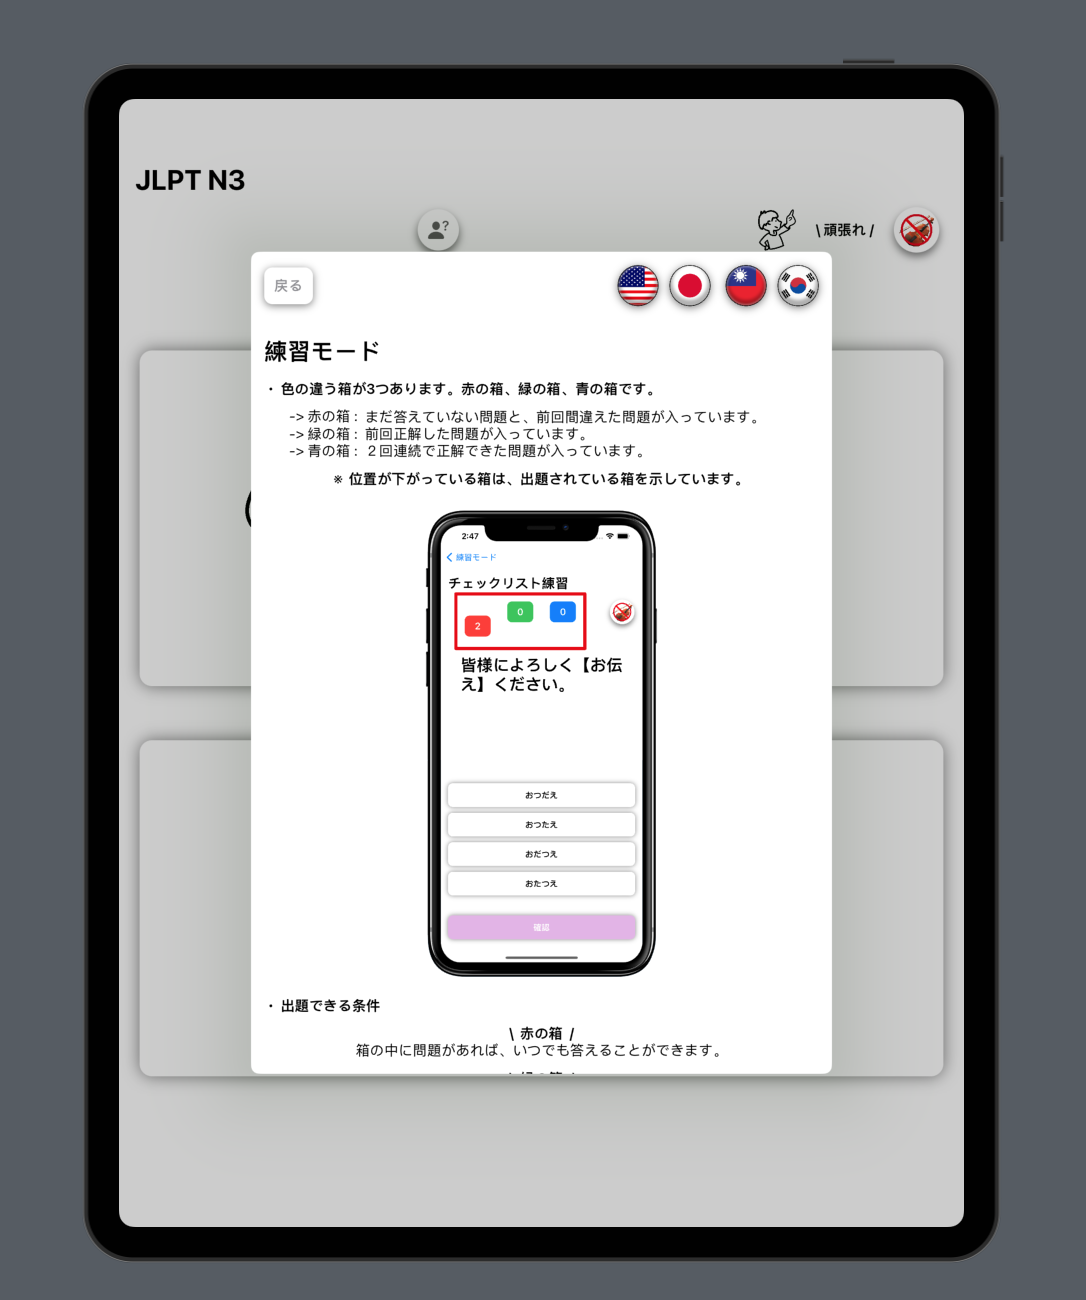 JLPT N3
\ 頑張れ /
戻る
練習モード
・ 色の違う箱が3つあります。赤の箱、緑の箱、青の箱です。
-> 赤の箱： まだ答えていない問題と、前回間違えた問題が入っています。
-> 緑の箱： 前回正解した問題が入っています。
-> 青の箱： ２回連続で正解できた問題が入っています。
※ 位置が下がっている箱は、出題されている箱を示しています。
2:47
練習モード
チェックリスト練習
2
0
0
皆様によろしく【お伝
え】ください。
おつだえ
おつたえ
おだつえ
おたつえ
確認
・ 出題できる条件
\ 赤の箱 /
箱の中に問題があれば、いつでも答えることができます。